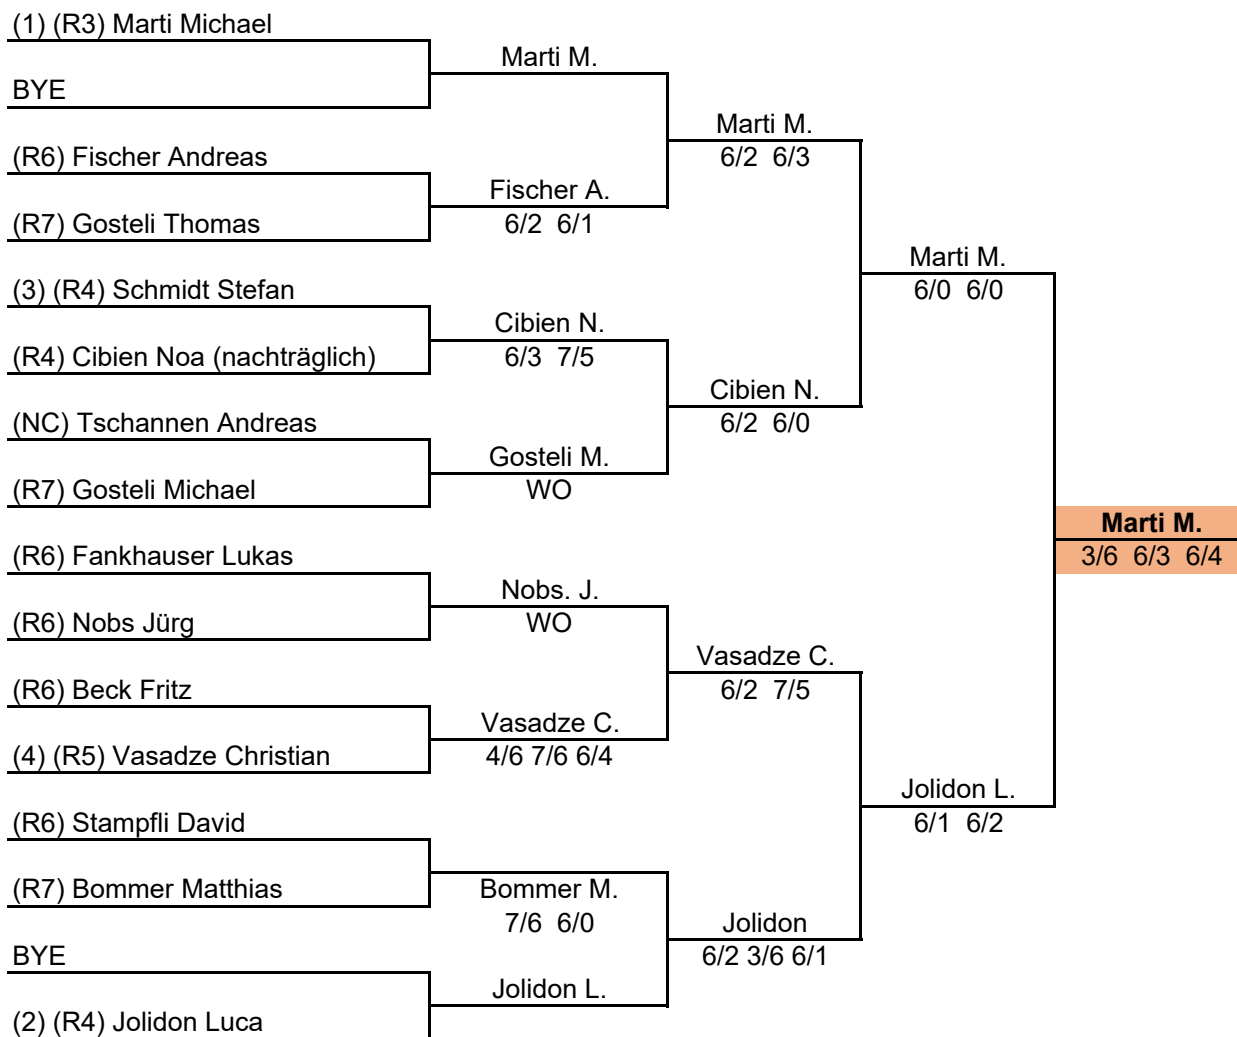 (1) (R3) Marti Michael
Marti M.
BYE
Marti M.
(R6) Fischer Andreas
6/2 6/3
Fischer A.
(R7) Gosteli Thomas
6/2 6/1
Marti M.
(3) (R4) Schmidt Stefan
6/0 6/0
Cibien N.
(R4) Cibien Noa (nachträglich)
6/3 7/5
Cibien N.
(NC) Tschannen Andreas
6/2 6/0
Gosteli M.
(R7) Gosteli Michael
WO
Marti M.
(R6) Fankhauser Lukas
3/6 6/3 6/4
Nobs. J.
(R6) Nobs Jürg
WO
Vasadze C.
(R6) Beck Fritz
6/2 7/5
Vasadze C.
(4) (R5) Vasadze Christian
4/6 7/6 6/4
Jolidon L.
(R6) Stampfli David
6/1 6/2
(R7) Bommer Matthias
Bommer M.
7/6 6/0
Jolidon
BYE
6/2 3/6 6/1
Jolidon L.
(2) (R4) Jolidon Luca